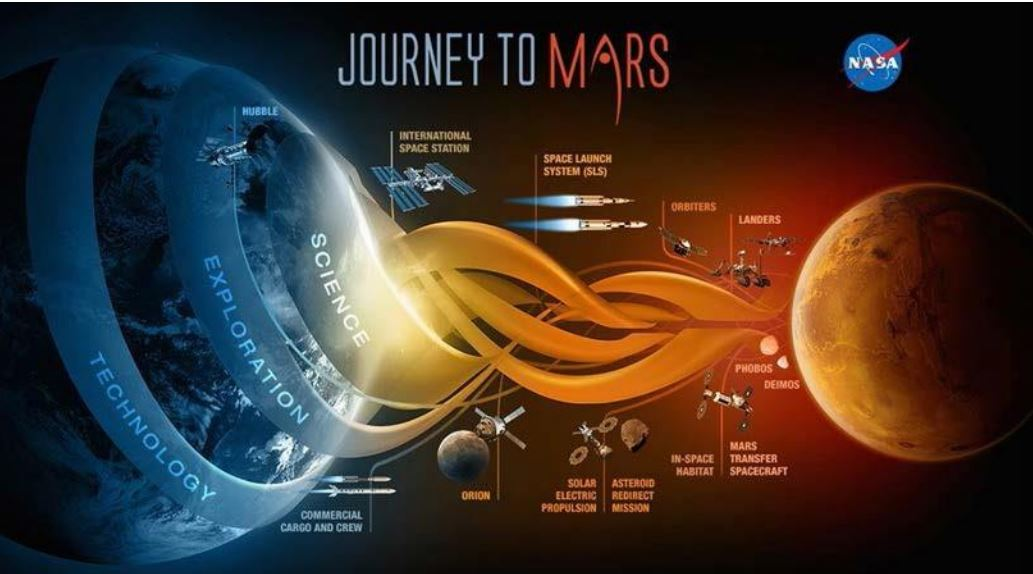 JOURNEY TO MARS
NASA
HUBBLE
INTERNATIONAL
SPACE STATION
SPACE LAUNCH
SYSTEM (SLS)
ORBITERS
LANDERS
SCIENCE
EXPLORATION
TECHNOLOGY
PHOBOS
DEIMOS
COMMERCIAL
CARGO AND CREW
ORION
SOLAR
ELECTRIC
PROPULSION
ASTEROID
REDIRECT
MISSION
IN-SPACE
HABITAT
MARS
TRANSFER
SPACECRAFT